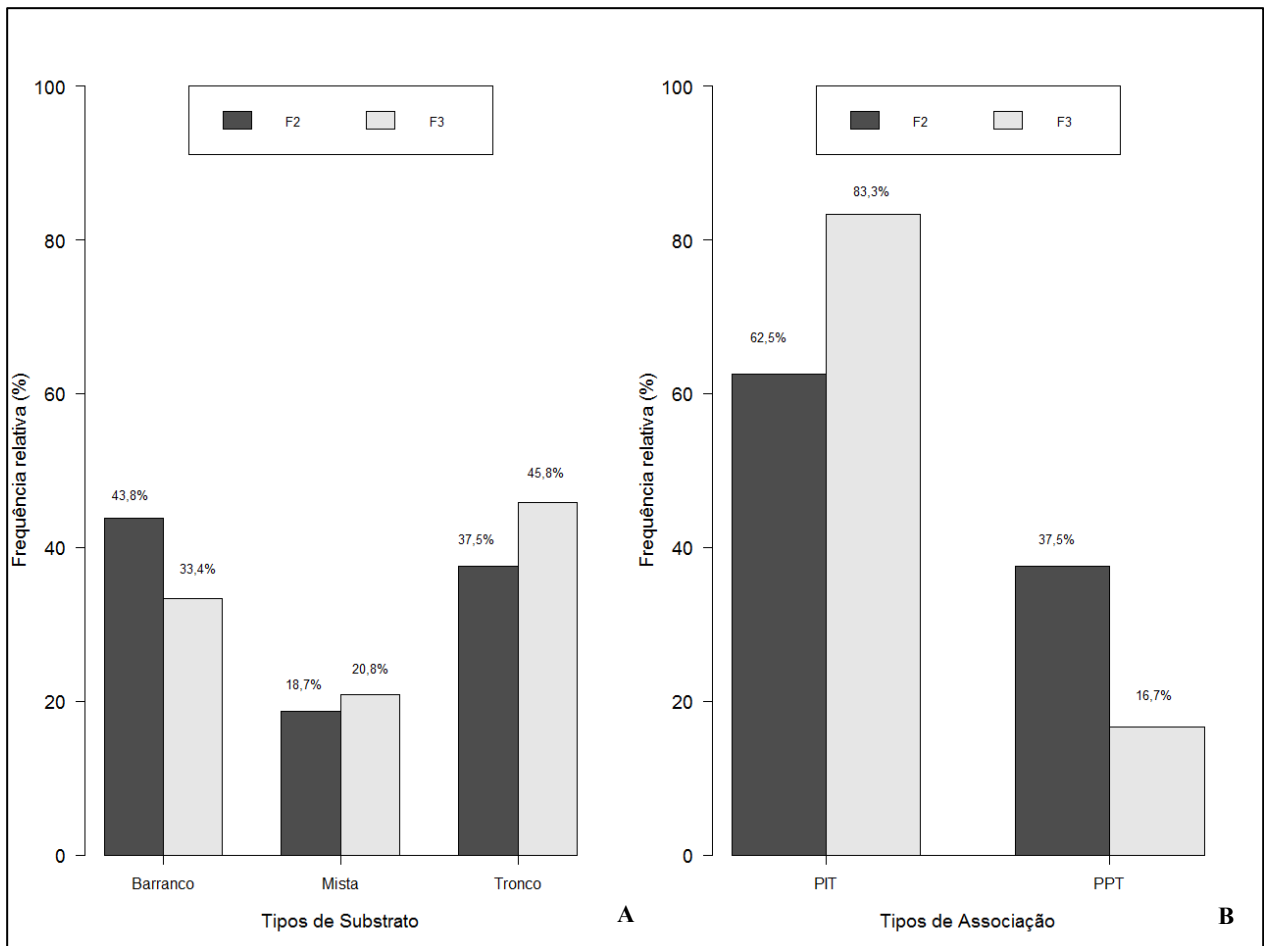 F2 F3
100
80
60
40
20
0
Frequência relativa (%)
43,8%
33,4%
18,7%
20,8%
37,5%
45,8%
Barranco Mista Tronco
Tipos de Substrato
A
F2 F3
100
80
60
40
20
0
Frequência relativa (%)
62,5%
83,3%
37,5%
16,7%
PIT PPT
Tipos de Associação
B